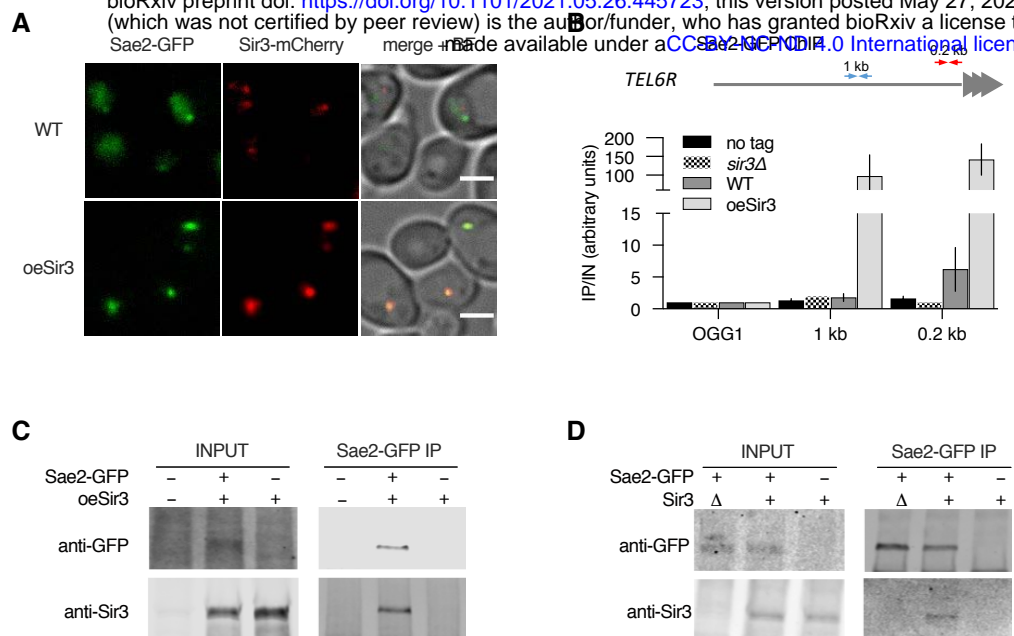 bioRxiv preprint doi: https://doi.org/10.1101/2021.05.26.445723; this version posted May 27, 202
(which was not certified by peer review) is the author/funder, who has granted bioRxiv a license t
made available under aCC-BY-NC-ND 4.0 International licen
A
Sae2-GFP Sir3-mCherry merge + BF
WT
oeSir3
B
Sae2-GFP ChIP
1 kb 0.2 kb
TEL6R
IP/IN (arbitrary units)
200
150
100
15
10
5
0
no tag
sir3Δ
WT
oeSir3
OGG1 1 kb 0.2 kb
C
INPUT Sae2-GFP IP
Sae2-GFP – + – – + –
oeSir3 – + + – + +
anti-GFP
anti-Sir3
D
INPUT Sae2-GFP IP
Sae2-GFP + + – + + –
Sir3 Δ + + Δ + +
anti-GFP
anti-Sir3